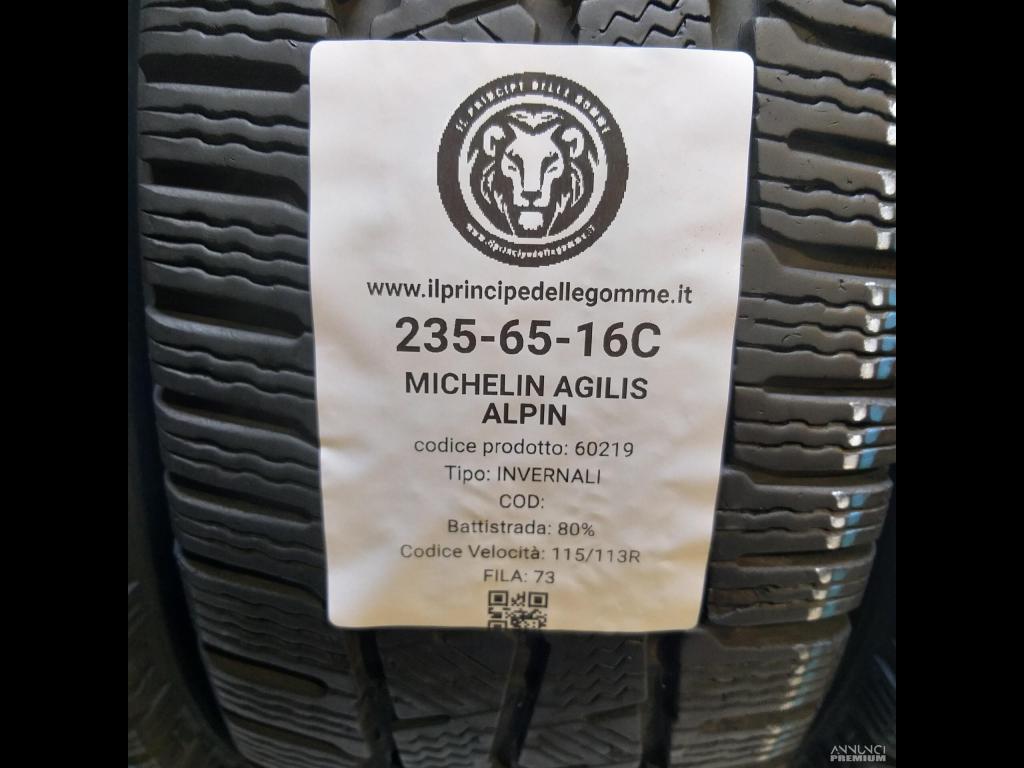 IL PRINCIPE DELLE GOMME
www.ilprincipedellegomme.it
www.ilprincipedellegomme.it
235-65-16C
MICHELIN AGILIS
ALPIN
codice prodotto: 60219
Tipo: INVERNALI
COD:
Battistrada: 80%
Codice Velocità: 115/113R
FILA: 73
ANNUNCI
PREMIUM